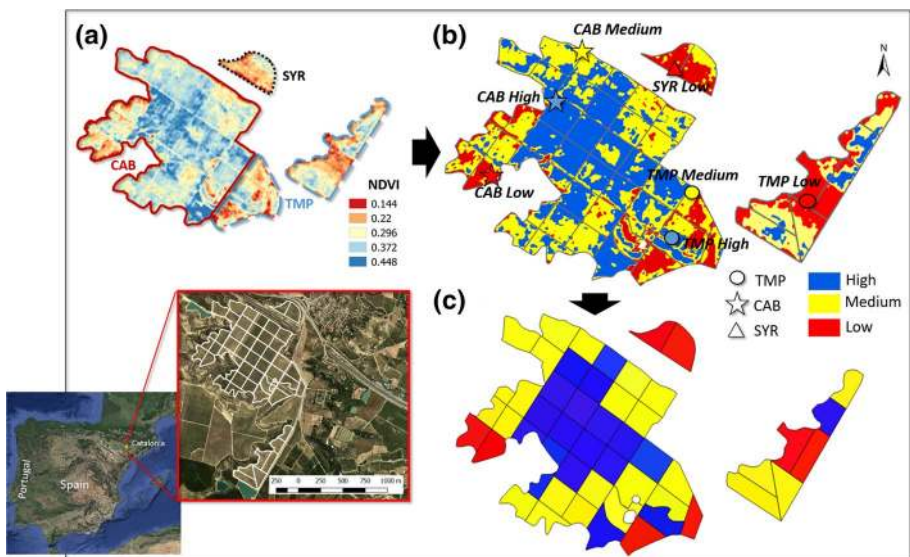 (a)
SYR
CAB
TMP
NDVI
0.144
0.22
0.296
0.372
0.448
(b)
CAB Medium
SYR Low
N
CAB High
CAB Low
TMP Medium
TMP Low
TMP High
TMP
CAB
SYR
High
Medium
Low
(c)
Portugal
Spain
250 0 250 500 750 1000 m